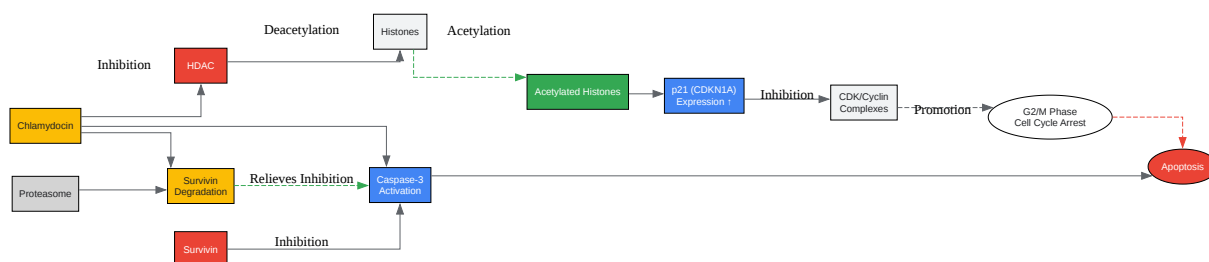 Deacetylation
Histones
Acetylation
Inhibition
HDAC
Acetylated Histones
p21 (CDKN1A)
Expression ↑
Inhibition
CDK/Cyclin
Complexes
Promotion
G2/M Phase
Cell Cycle Arrest
Chlamydocin
Apoptosis
Proteasome
Survivin
Degradation
Relieves Inhibition
Caspase-3
Activation
Survivin
Inhibition